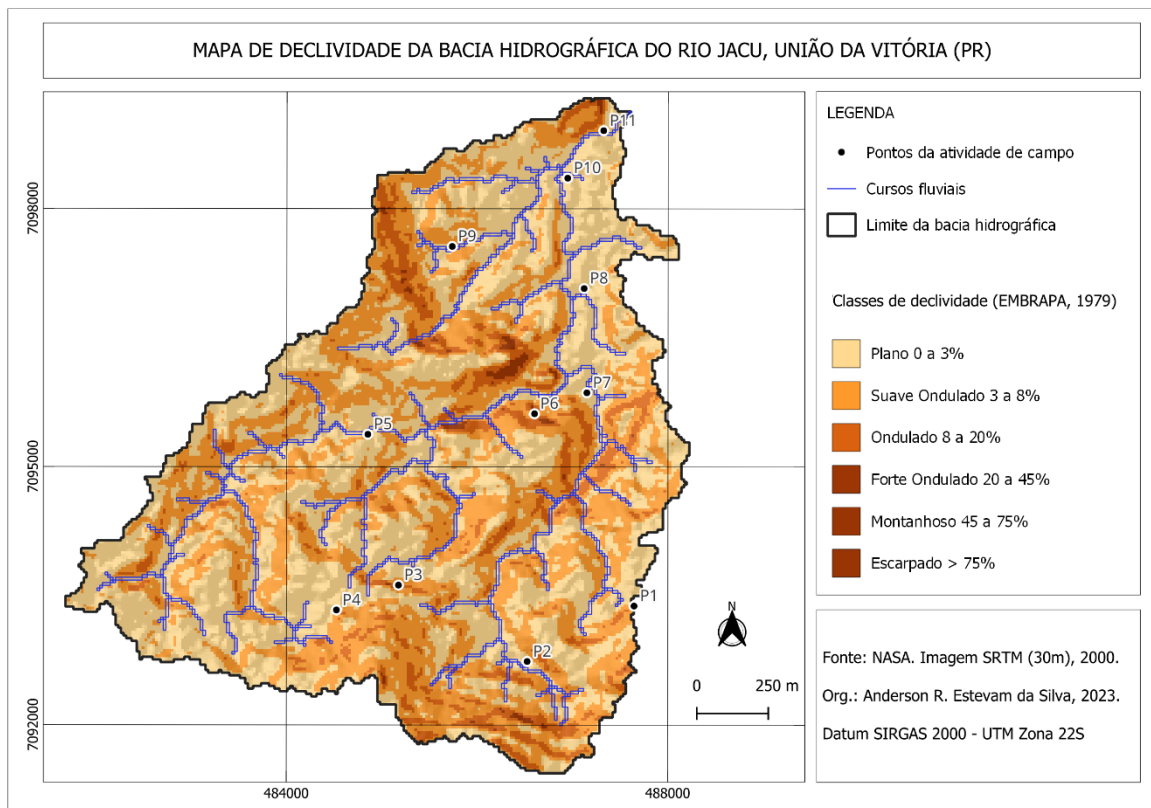 MAPA DE DECLIVIDADE DA BACIA HIDROGRÁFICA DO RIO JACU, UNIÃO DA VITÓRIA (PR)
P11
P10
P9
P8
P7
P6
P5
P3
P4
P1
P2
N
0 250 m
7098000
7095000
7092000
484000 488000
LEGENDA
Pontos da atividade de campo
Cursos fluviais
Limite da bacia hidrográfica
Classes de declividade (EMBRAPA, 1979)
Plano 0 a 3%
Suave Ondulado 3 a 8%
Ondulado 8 a 20%
Forte Ondulado 20 a 45%
Montanhoso 45 a 75%
Escarpado > 75%
Fonte: NASA. Imagem SRTM (30m), 2000.
Org.: Anderson R. Estevam da Silva, 2023.
Datum SIRGAS 2000 - UTM Zona 22S